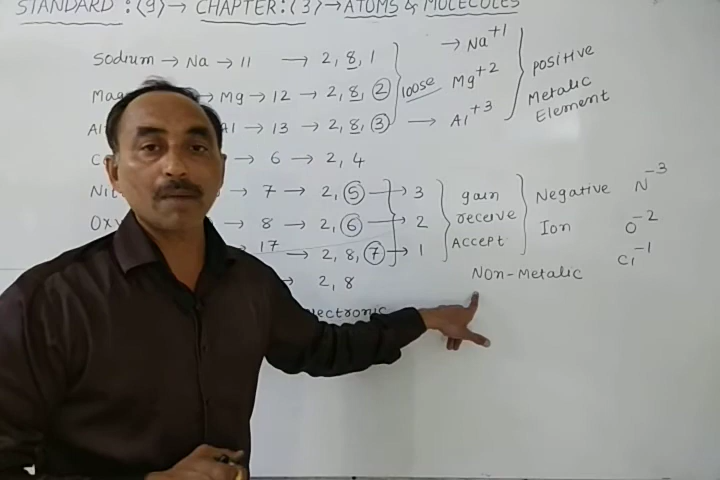 STANDARD:(9)→ CHAPTER:(3)→ATOMS & MOLECULES
Sodium → Na → 11 → 2, 8, 1 → Na+1
Mg → 12 → 2, 8, 2 loose Mg+2 positive
→ 13 → 2, 8, 3 → Al+3 Metalic
Element
→ 6 → 2, 4
7 → 2, 5 → 3 gain Negative N-3
→ 8 → 2, 6 → 2 receive Ion O-2
17 → 2, 8, 7 → 1 Accept Cl-1
2, 8 Non-Metalic